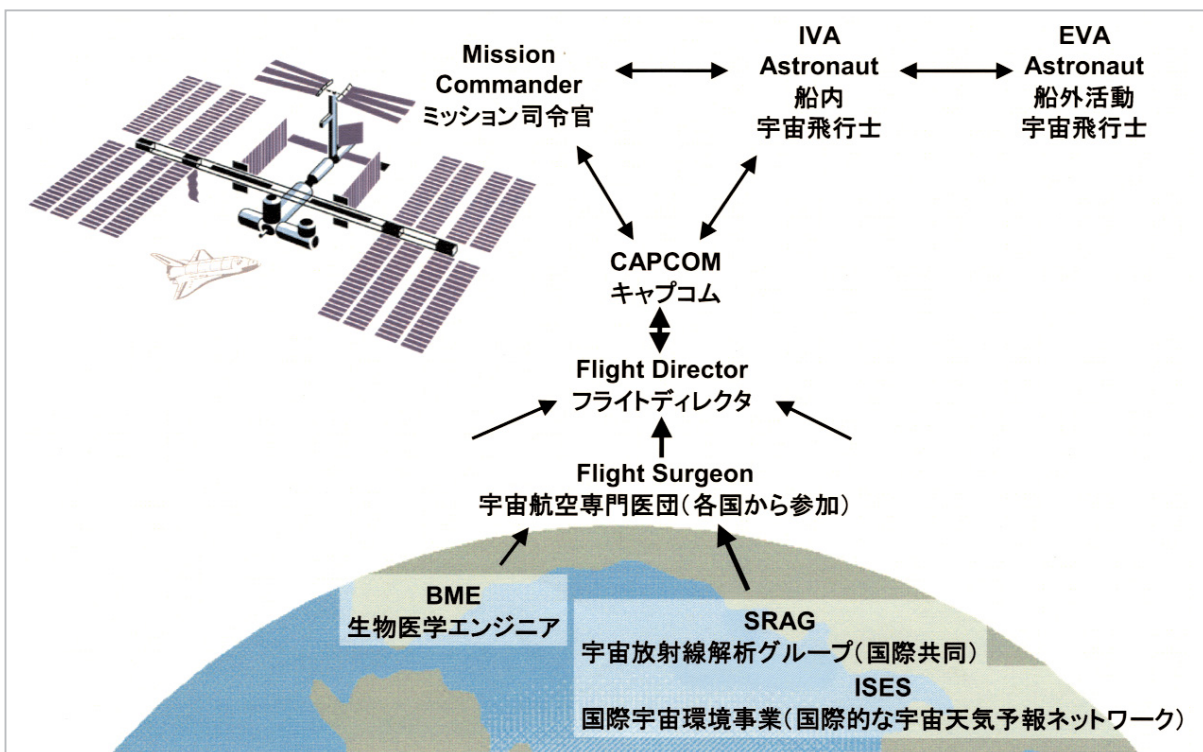 Mission
Commander
ミッション司令官
IVA
Astronaut
船内
宇宙飛行士
EVA
Astronaut
船外活動
宇宙飛行士
CAPCOM
キャプコム
Flight Director
フライトディレクタ
Flight Surgeon
宇宙航空専門医団(各国から参加)
BME
生物医学エンジニア
SRAG
宇宙放射線解析グループ(国際共同)
ISES
国際宇宙環境事業(国際的な宇宙天気予報ネットワーク)